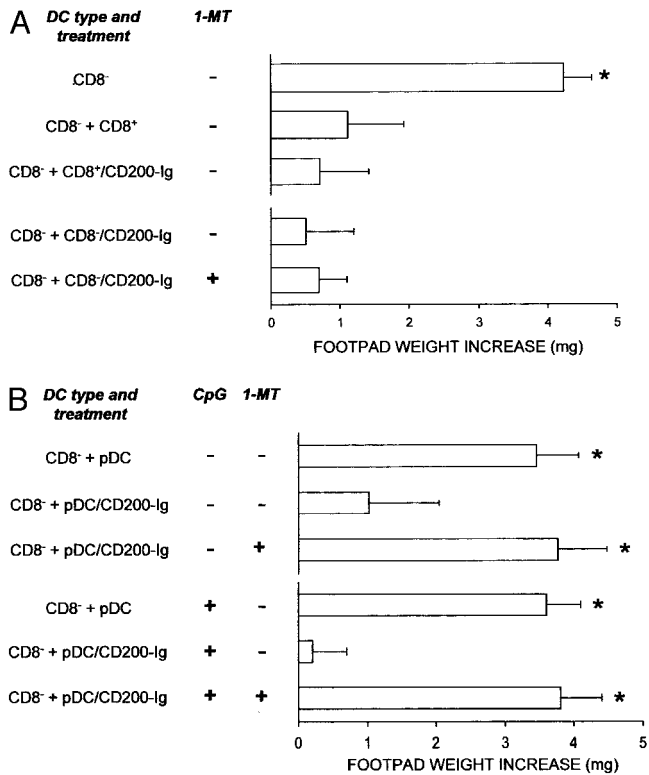 A DC type and treatment 1-MT
CD8⁻ - *
CD8⁻ + CD8⁺ -
CD8⁻ + CD8⁺/CD200-Ig -
CD8⁻ + CD8⁻/CD200-Ig -
CD8⁻ + CD8⁻/CD200-Ig +
0 1 2 3 4 5
FOOTPAD WEIGHT INCREASE (mg)
B DC type and treatment CpG 1-MT
CD8⁻ + pDC - - *
CD8⁻ + pDC/CD200-Ig - -
CD8⁻ + pDC/CD200-Ig - + *
CD8⁻ + pDC + - *
CD8⁻ + pDC/CD200-Ig + -
CD8⁻ + pDC/CD200-Ig + + *
0 1 2 3 4 5
FOOTPAD WEIGHT INCREASE (mg)